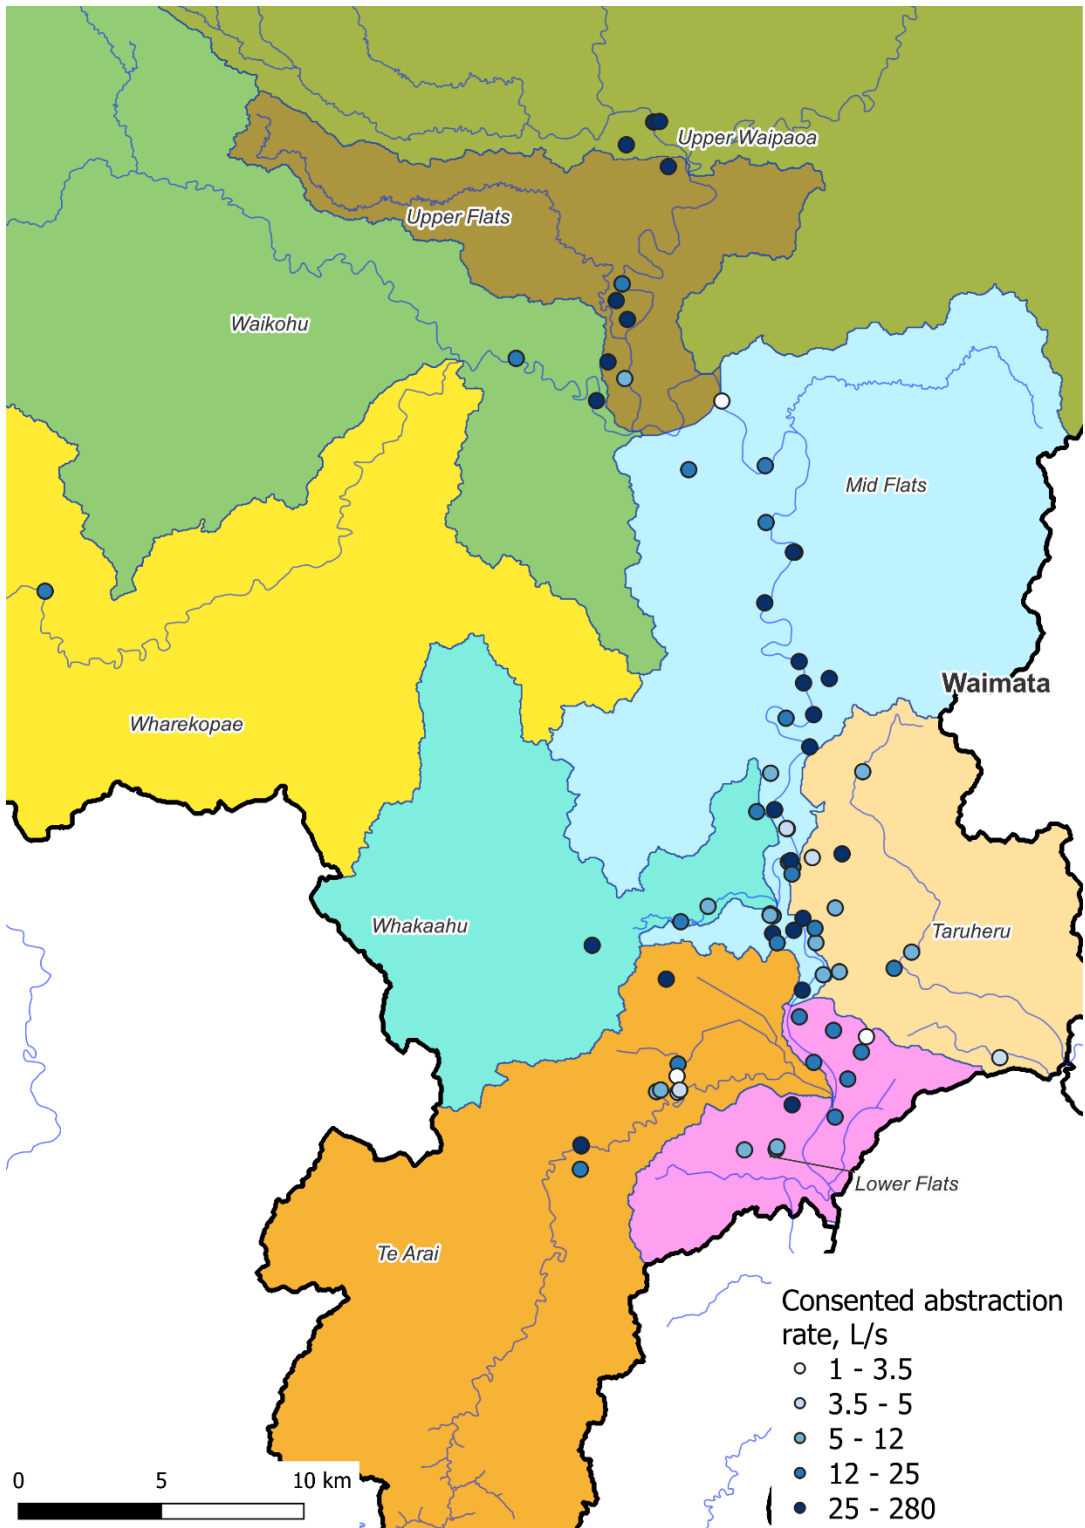 Upper Waipaoa
Upper Flats
Waikohu
Mid Flats
Waimata
Wharekopae
Whakaahu
Taruheru
Lower Flats
Te Arai
Consented abstraction
rate, L/s
1 - 3.5
3.5 - 5
5 - 12
12 - 25
25 - 280
0 5 10 km